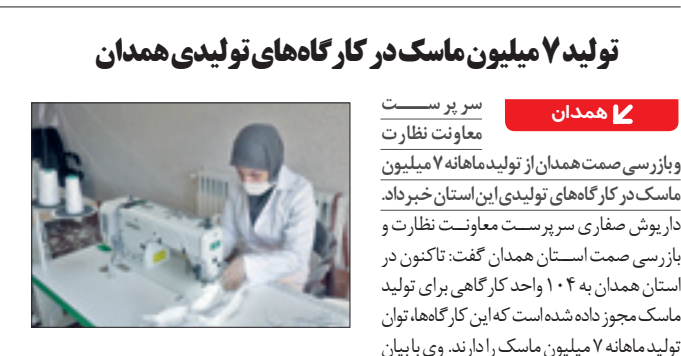 تولید ۷ میلیون ماسک در کارگاه‌های تولیدی همدان
همدان
سرپرست
معاونت نظارت
و بازرسی صمت همدان از تولید ماهانه ۷ میلیون
ماسک در کارگاه‌های تولیدی این استان خبر داد.
داریوش صفاری سرپرست معاونت نظارت و
بازرسی صمت استان همدان گفت: تاکنون در
استان همدان به ۱۰۴ واحد کارگاهی برای تولید
ماسک مجوز داده شده است که این کارگاه‌ها، توان
تولید ماهانه ۷ میلیون ماسک را دارند. وی با بیان